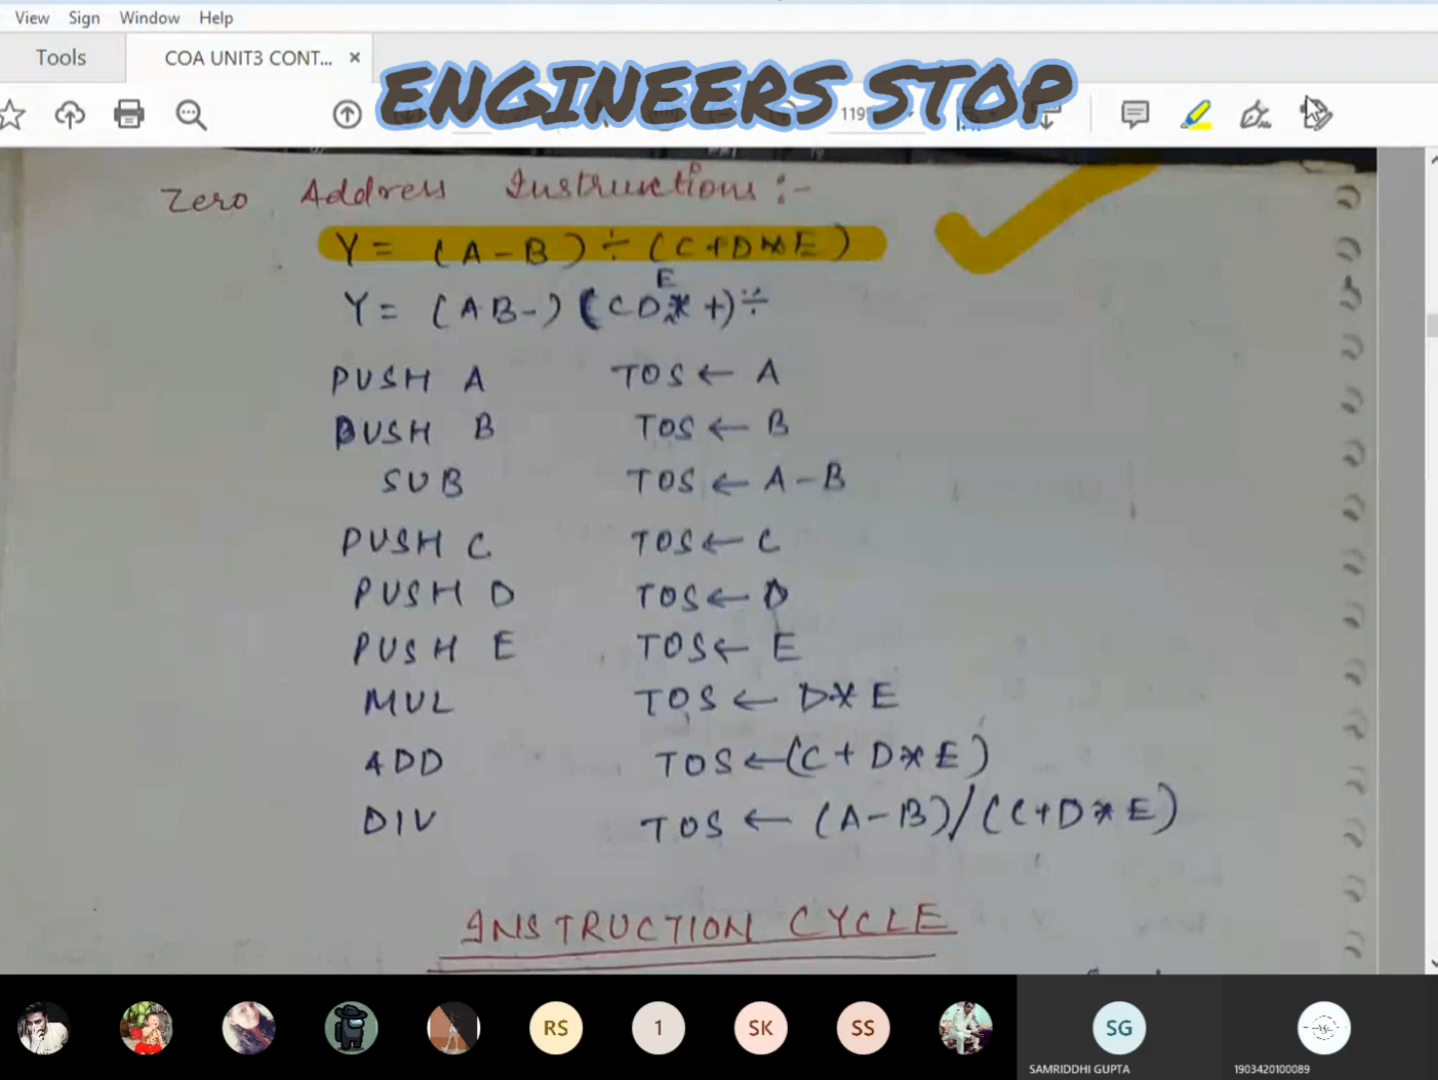 View Sign Window Help
Tools COA UNIT3 CONT... ×
ENGINEERS STOP
119
Zero Address Instructions :-
Y = (A - B) ÷ (C + D * E)
E
Y = (AB-) (CD* +) ÷
PUSH A TOS ← A
PUSH B TOS ← B
SUB TOS ← A - B
PUSH C TOS ← C
PUSH D TOS ← D
PUSH E TOS ← E
MUL TOS ← D * E
ADD TOS ← (C + D * E)
DIV TOS ← (A - B) / (C + D * E)
INSTRUCTION CYCLE
RS 1 SK SS SG
SAMRIDDHI GUPTA 1903420100089